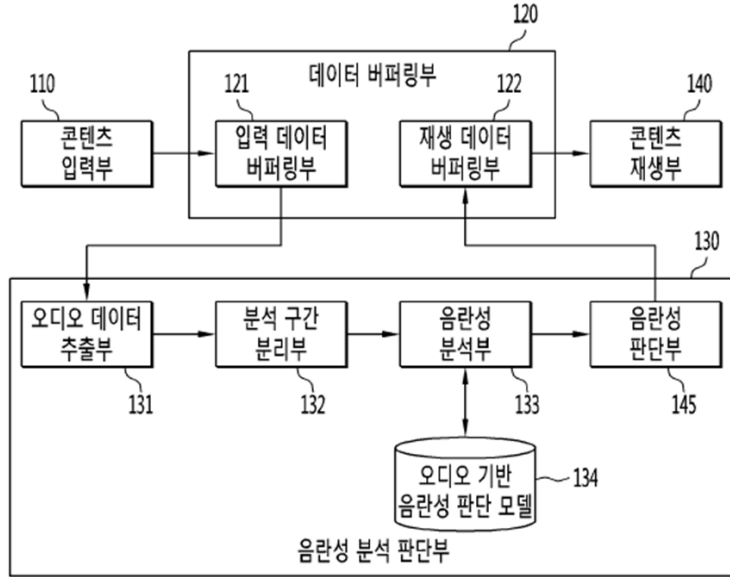 120
데이터 버퍼링부
110
121
122
140
콘텐츠
입력부
입력 데이터
버퍼링부
재생 데이터
버퍼링부
콘텐츠
재생부
130
오디오 데이터
추출부
분석 구간
분리부
음란성
분석부
음란성
판단부
131
132
133
145
오디오 기반
음란성 판단 모델
134
음란성 분석 판단부